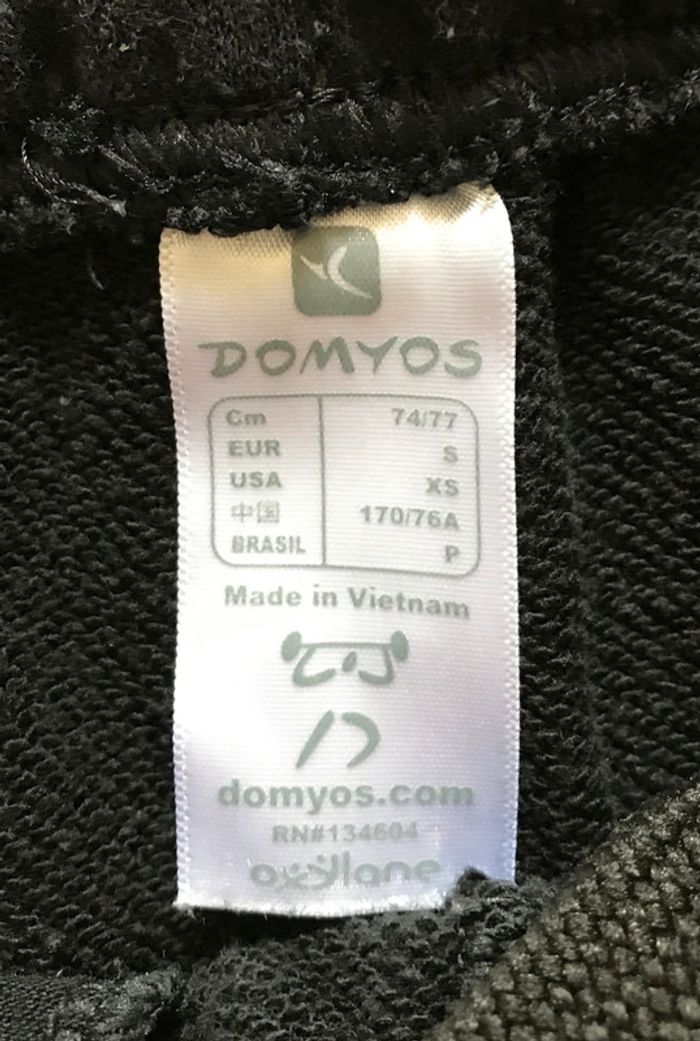 DOMYOS
Cm 74/77
EUR S
USA XS
中国 170/76A
BRASIL P
Made in Vietnam
domyos.com
RN#134604
oxylane